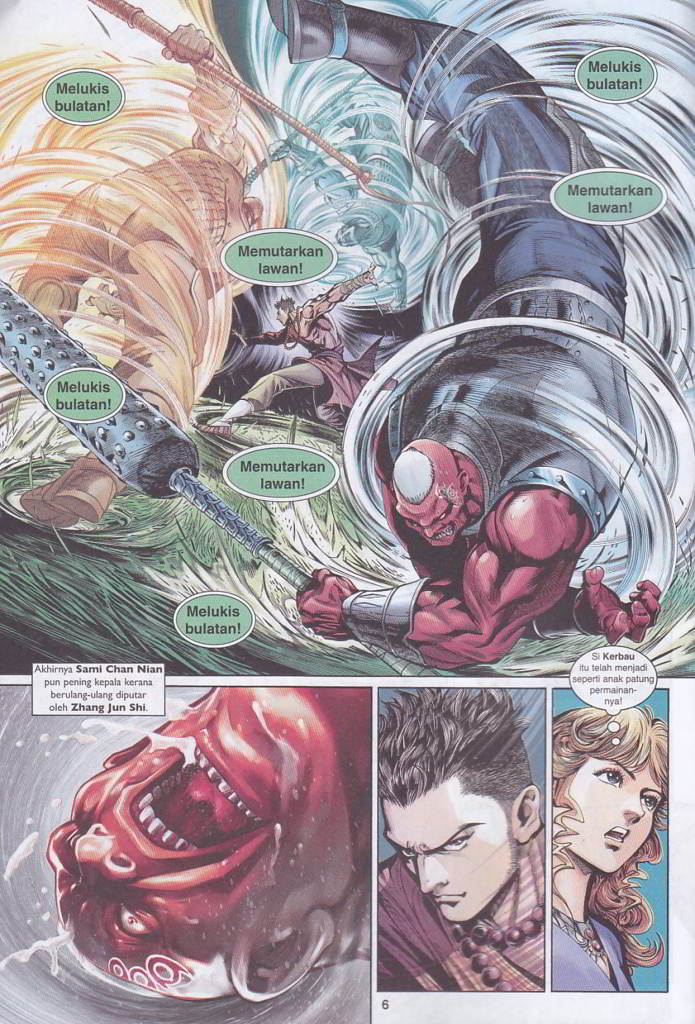 Melukis
bulatan!
Melukis
bulatan!
Memutarkan
lawan!
Memutarkan
lawan!
Melukis
bulatan!
Memutarkan
lawan!
Melukis
bulatan!
Akhirnya Sami Chan Nian
pun pening kepala kerana
berulang-ulang diputar
oleh Zhang Jun Shi.
Si Kerbau
itu telah menjadi
seperti anak patung
permainan-
nya!
6